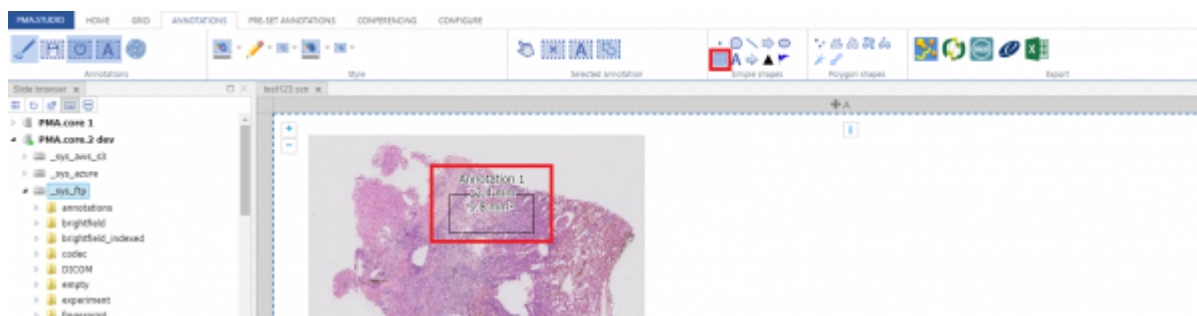 PMA.STUDIO HOME GRID ANNOTATIONS PRE-SET ANNOTATIONS CONFERENCING CONFIGURE
Annotations Style Selected annotation Simple shapes Polygon shapes Export
Slide browser test123.scn
A
PMA.core 1
PMA.core.2 dev
_sys_aws_s3
_sys_azure
_sys_ftp
annotations
brightfield
brightfield_indexed
codec
DICOM
empty
experiment
fingerprint
Annotation 1